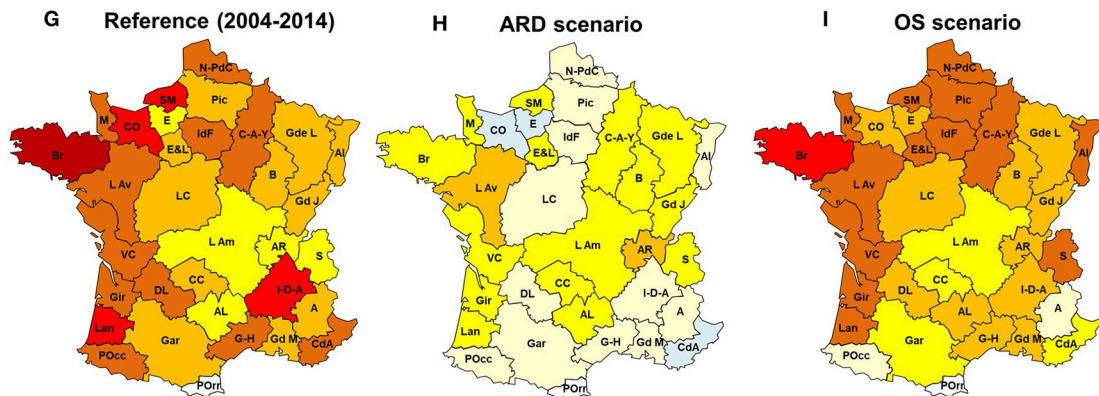 G Reference (2004-2014)
N-PdC
SM
Pic
M
CO
E
IdF
C-A-Y
Gde L
Al
Br
E&L
L Av
B
LC
Gd J
L Am
AR
S
VC
CC
Gir
DL
I-D-A
AL
A
Lan
G-H
Gd M
Gar
CdA
POcc
POrr
H ARD scenario
N-PdC
SM
Pic
M
CO
E
IdF
C-A-Y
Gde L
Al
Br
E&L
L Av
B
LC
Gd J
L Am
AR
S
VC
CC
Gir
DL
I-D-A
AL
A
Lan
G-H
Gd M
Gar
CdA
POcc
POrr
I OS scenario
N-PdC
SM
Pic
M
CO
E
IdF
C-A-Y
Gde L
Al
Br
E&L
L Av
B
LC
Gd J
L Am
AR
S
VC
CC
Gir
DL
I-D-A
AL
A
Lan
G-H
Gd M
Gar
CdA
POcc
POrr